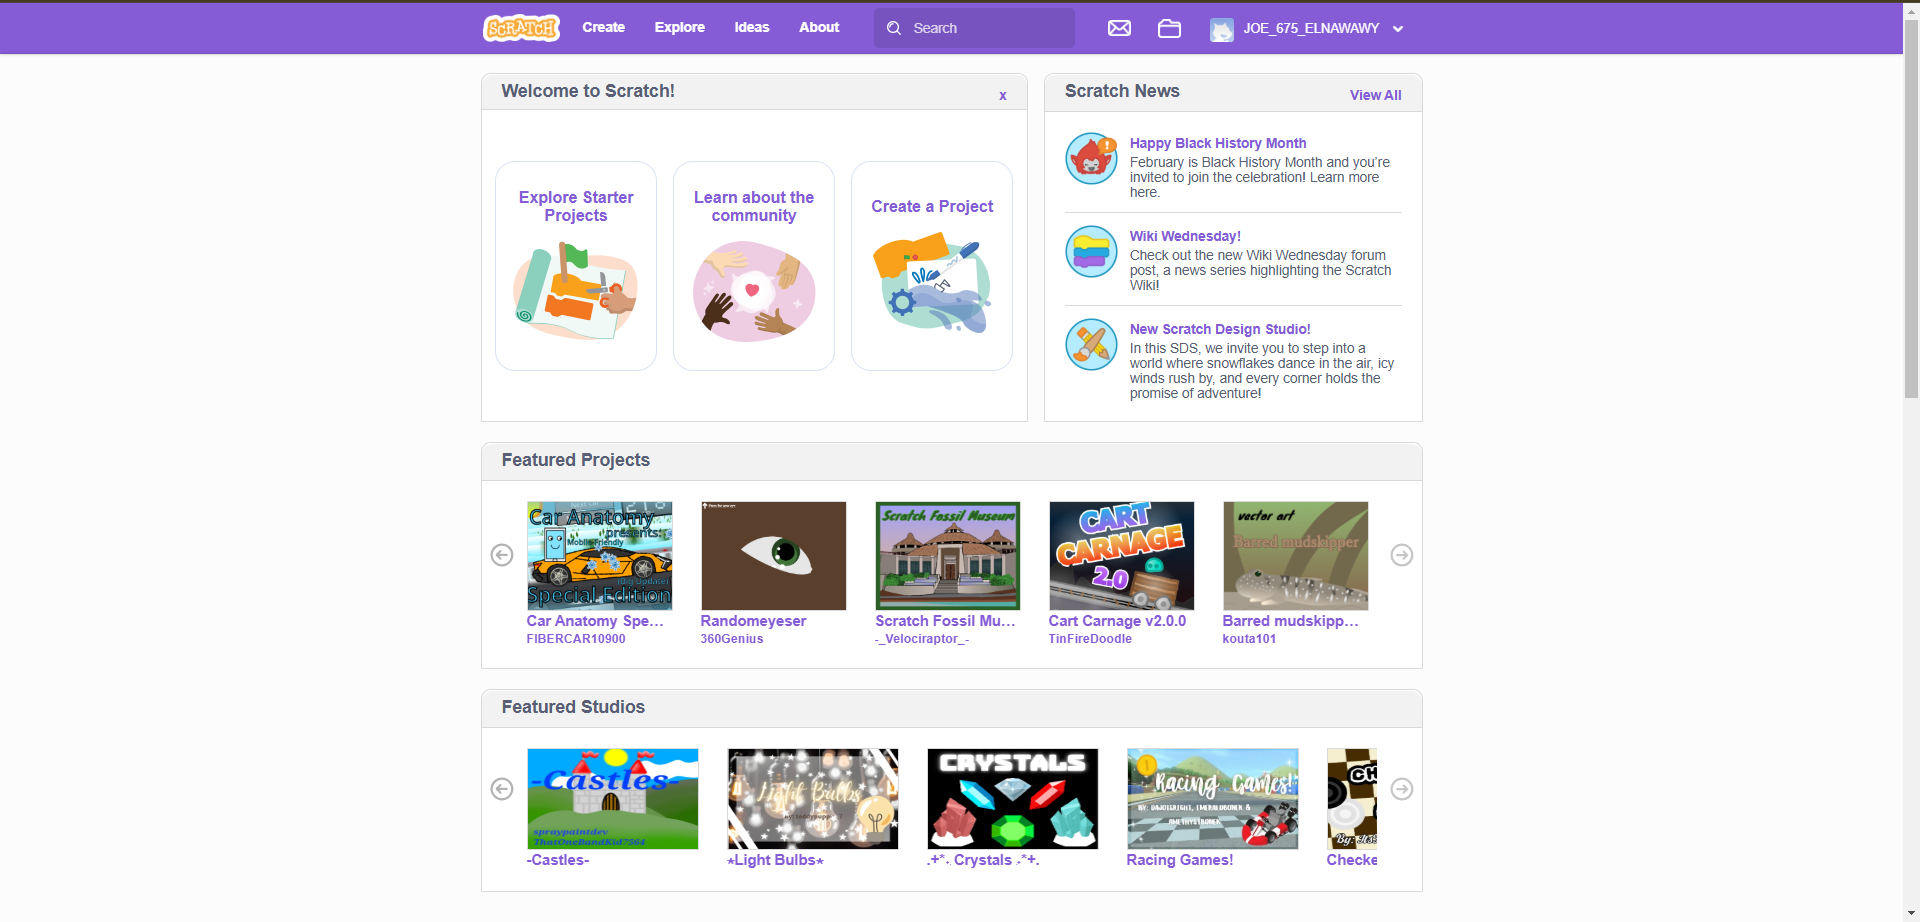 SCRATCH
Create
Explore
Ideas
About
Search
JOE_675_ELNAWAWY
Welcome to Scratch!
x
Explore Starter
Projects
Learn about the
community
Create a Project
Scratch News
View All
Happy Black History Month
February is Black History Month and you’re
invited to join the celebration! Learn more
here.
Wiki Wednesday!
Check out the new Wiki Wednesday forum
post, a news series highlighting the Scratch
Wiki!
New Scratch Design Studio!
In this SDS, we invite you to step into a
world where snowflakes dance in the air, icy
winds rush by, and every corner holds the
promise of adventure!
Featured Projects
Car Anatomy
presents:
Mobile Friendly
(Big Update)
Special Edition
Scratch Fossil Museum
CART
CARNAGE
2.0
vector art
Barred mudskipper
Car Anatomy Spe...
FIBERCAR10900
Randomeyeser
360Genius
Scratch Fossil Mu...
-_Velociraptor_-
Cart Carnage v2.0.0
TinFireDoodle
Barred mudskipp...
kouta101
Featured Studios
-Castles-
spraypaintdev
ThatOneBandKid7564
Light Bulbs
CRYSTALS
Racing Games!
CH
By:
-Castles-
⋆Light Bulbs⋆
.+*. Crystals .*+.
Racing Games!
Checke